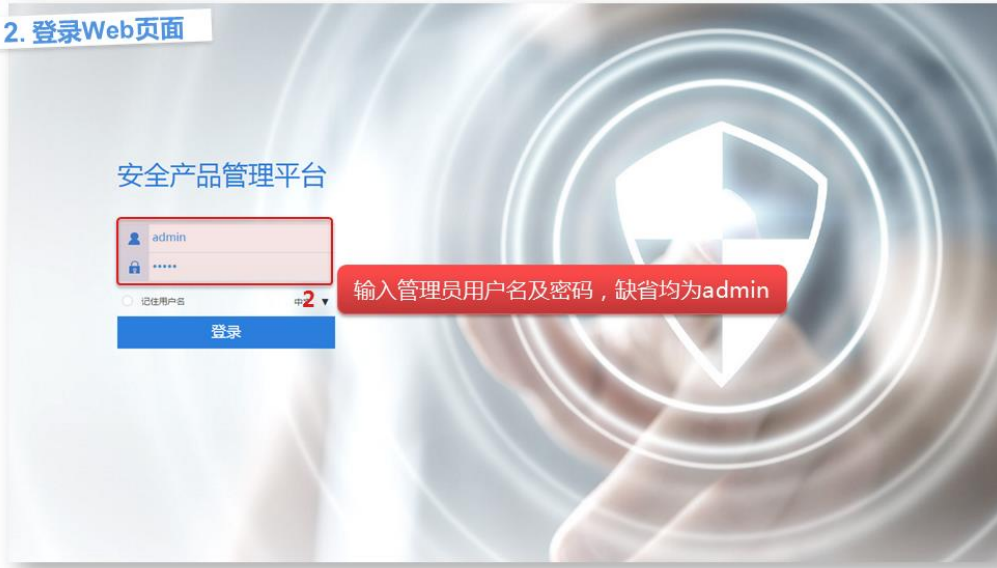 2. 登录Web页面
安全产品管理平台
admin
•••••
输入管理员用户名及密码，缺省均为admin
记住用户名
2
登录